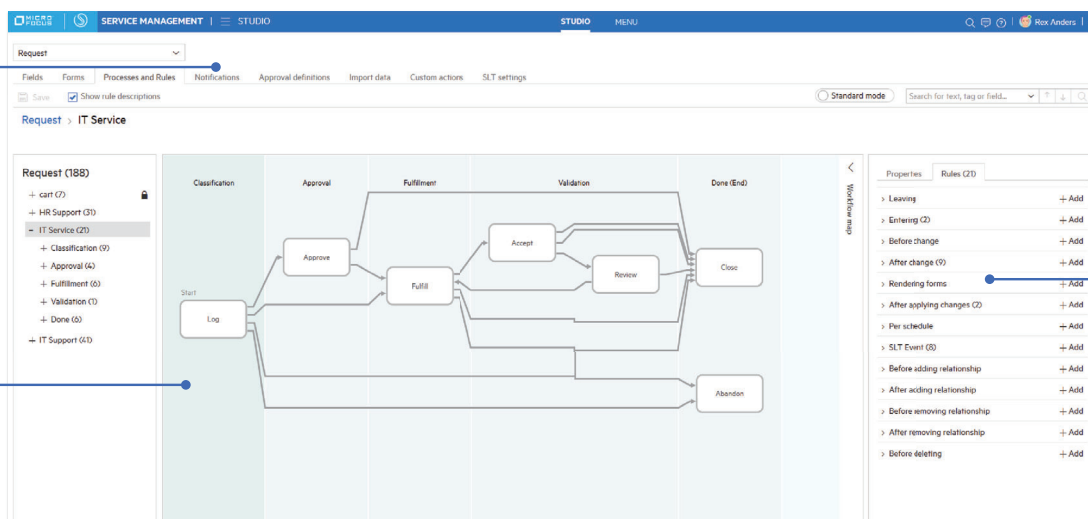 MICRO FOCUS SERVICE MANAGEMENT | STUDIO STUDIO MENU Rex Anders
Request
Fields Forms Processes and Rules Notifications Approval definitions Import data Custom actions SLT settings
Save Show rule descriptions Standard mode Search for text, tag or field...
Request > IT Service
Request (188)
+ cart (7)
+ HR Support (31)
- IT Service (21)
+ Classification (9)
+ Approval (4)
+ Fulfillment (6)
+ Validation (1)
+ Done (6)
+ IT Support (41)
Classification Approval Fulfillment Validation Done (End)
Start
Log
Approve
Fulfill
Accept
Review
Close
Abandon
Workflow map
Properties Rules (21)
> Leaving + Add
> Entering (2) + Add
> Before change + Add
> After change (9) + Add
> Rendering forms + Add
> After applying changes (2) + Add
> Per schedule + Add
> SLT Event (8) + Add
> Before adding relationship + Add
> After adding relationship + Add
> Before removing relationship + Add
> After removing relationship + Add
> Before deleting + Add